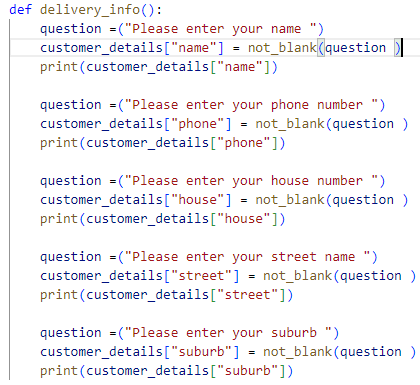 def delivery_info():
    question =("Please enter your name ")
    customer_details["name"] = not_blank(question )
    print(customer_details["name"])

    question =("Please enter your phone number ")
    customer_details["phone"] = not_blank(question )
    print(customer_details["phone"])

    question =("Please enter your house number ")
    customer_details["house"] = not_blank(question )
    print(customer_details["house"])

    question =("Please enter your street name ")
    customer_details["street"] = not_blank(question )
    print(customer_details["street"])

    question =("Please enter your suburb ")
    customer_details["suburb"] = not_blank(question )
    print(customer_details["suburb"])